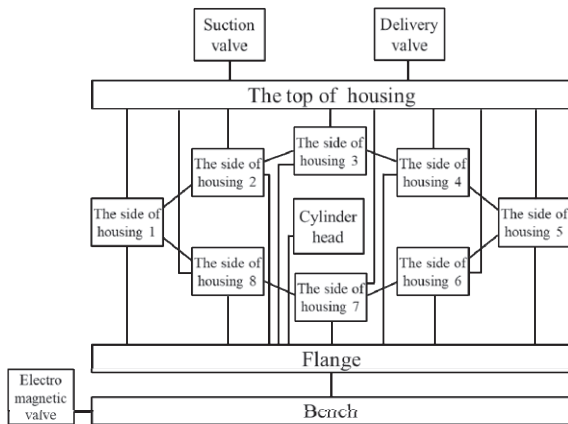 Suction
valve
Delivery
valve
The top of housing
The side of
housing 3
The side of
housing 2
The side of
housing 4
The side of
housing 1
Cylinder
head
The side of
housing 5
The side of
housing 8
The side of
housing 7
The side of
housing 6
Flange
Electro
magnetic
valve
Bench